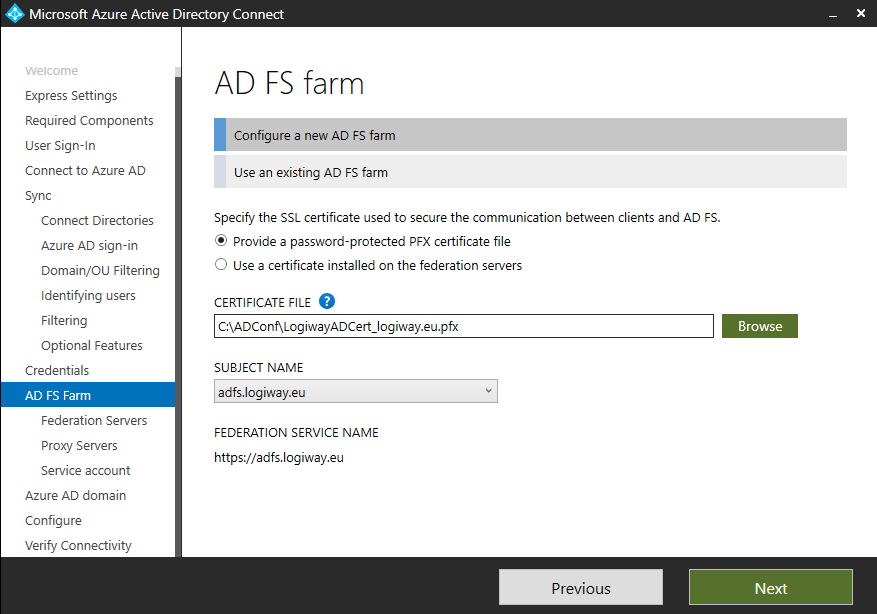 Microsoft Azure Active Directory Connect
Welcome
Express Settings
Required Components
User Sign-In
Connect to Azure AD
Sync
Connect Directories
Azure AD sign-in
Domain/OU Filtering
Identifying users
Filtering
Optional Features
Credentials
AD FS Farm
Federation Servers
Proxy Servers
Service account
Azure AD domain
Configure
Verify Connectivity
AD FS farm
Configure a new AD FS farm
Use an existing AD FS farm
Specify the SSL certificate used to secure the communication between clients and AD FS.
Provide a password-protected PFX certificate file
Use a certificate installed on the federation servers
CERTIFICATE FILE ?
C:\ADConf\LogiwayADCert_logiway.eu.pfx
Browse
SUBJECT NAME
adfs.logiway.eu
FEDERATION SERVICE NAME
https://adfs.logiway.eu
Previous
Next